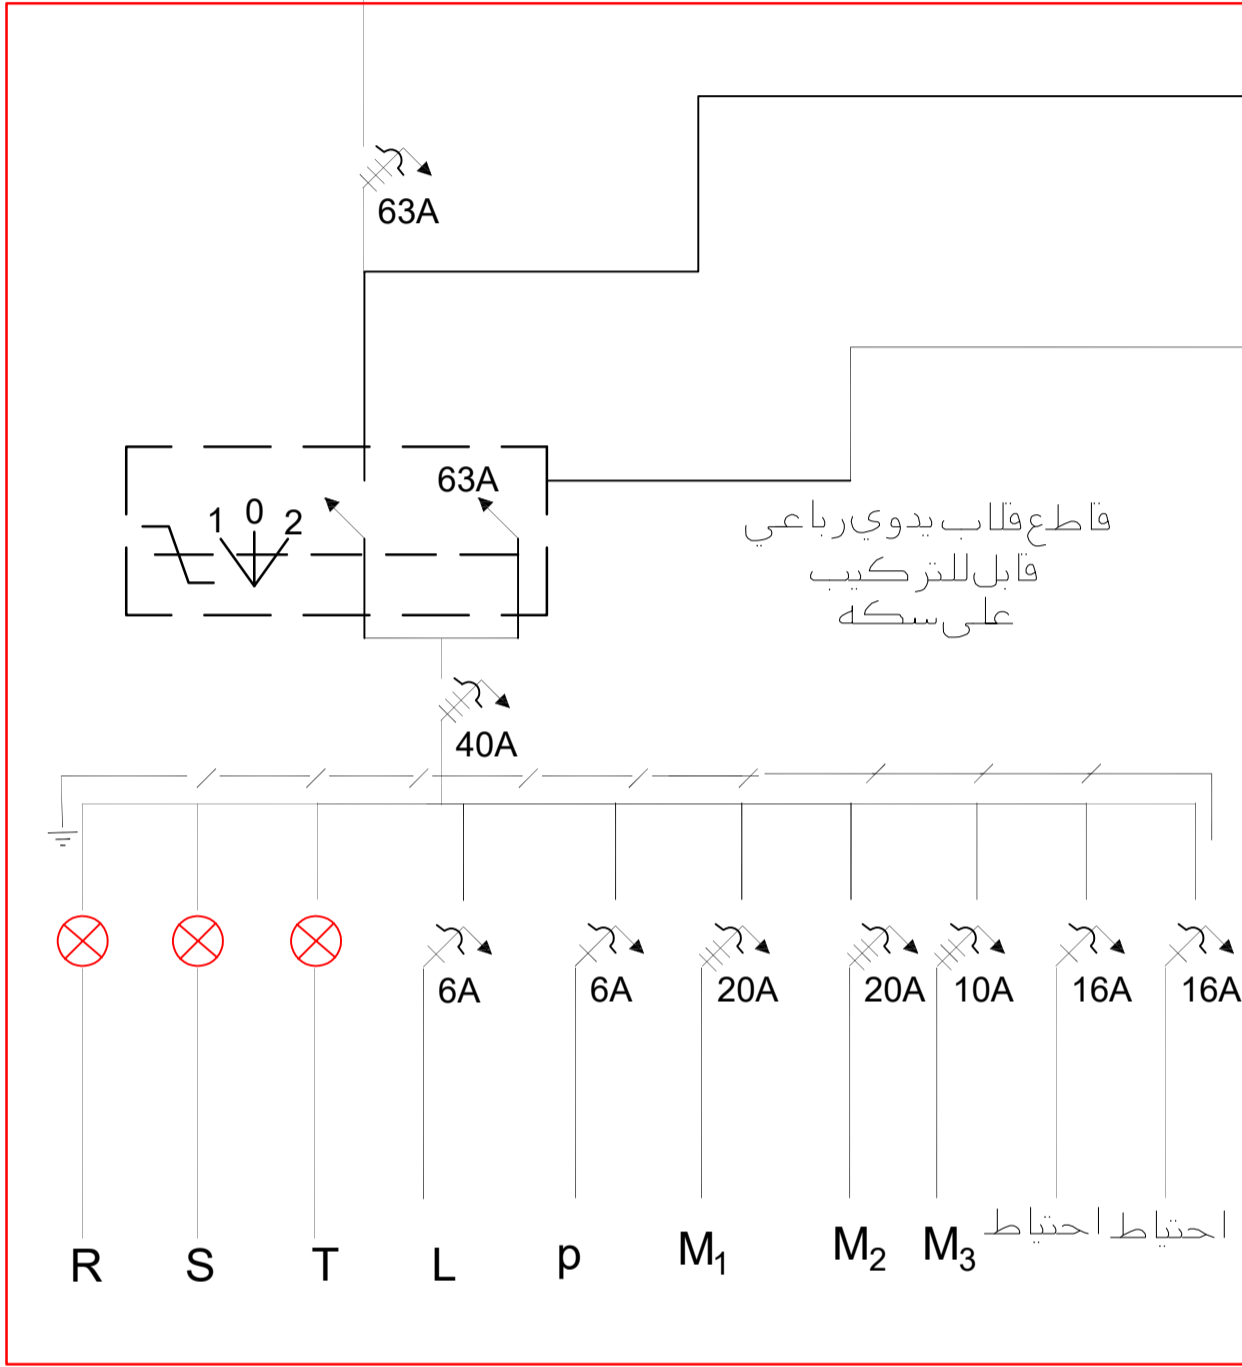 63A
63A
1 0 2
قاطع قلاب يدوي رباعي
قابل للتركيب
على سكه
40A
6A 6A 20A 20A 10A 16A 16A
R S T L p M₁ M₂ M₃ احتياط احتياط